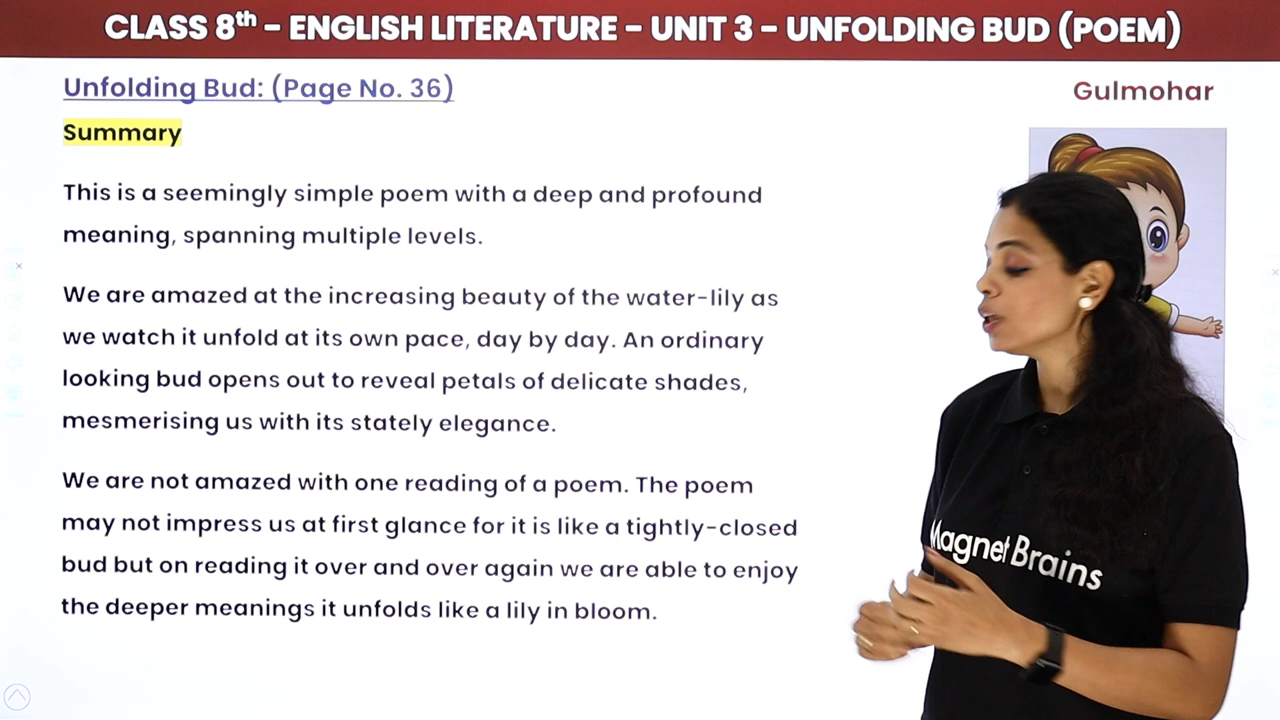 CLASS 8th – ENGLISH LITERATURE – UNIT 3 – UNFOLDING BUD (POEM)
Unfolding Bud: (Page No. 36)
Gulmohar
Summary
This is a seemingly simple poem with a deep and profound
meaning, spanning multiple levels.
We are amazed at the increasing beauty of the water-lily as
we watch it unfold at its own pace, day by day. An ordinary
looking bud opens out to reveal petals of delicate shades,
mesmerising us with its stately elegance.
We are not amazed with one reading of a poem. The poem
may not impress us at first glance for it is like a tightly-closed
bud but on reading it over and over again we are able to enjoy
the deeper meanings it unfolds like a lily in bloom.
Magnet Brains